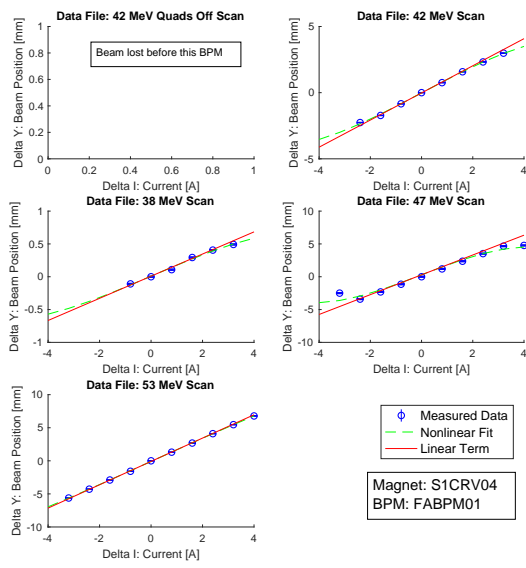 Data File: 42 MeV Quads Off Scan
Delta Y: Beam Position [mm]
1
0.8
0.6
0.4
0.2
0
Beam lost before this BPM
0 0.2 0.4 0.6 0.8 1
Delta I: Current [A]
Data File: 42 MeV Scan
Delta Y: Beam Position [mm]
5
0
-5
-4 -2 0 2 4
Delta I: Current [A]
Data File: 38 MeV Scan
Delta Y: Beam Position [mm]
1
0.5
0
-0.5
-1
-4 -2 0 2 4
Delta I: Current [A]
Data File: 47 MeV Scan
Delta Y: Beam Position [mm]
10
5
0
-5
-10
-4 -2 0 2 4
Delta I: Current [A]
Data File: 53 MeV Scan
Delta Y: Beam Position [mm]
10
5
0
-5
-10
-4 -2 0 2 4
Delta I: Current [A]
Measured Data
Nonlinear Fit
Linear Term
Magnet: S1CRV04
BPM: FABPM01